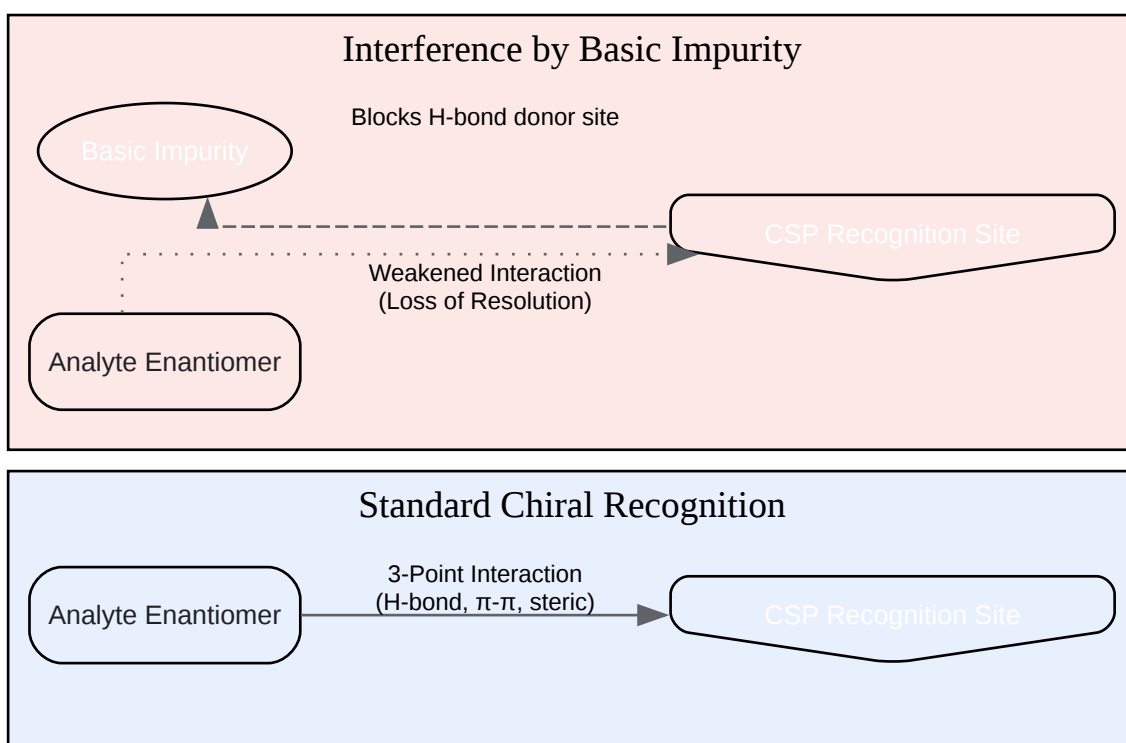 Interference by Basic Impurity
Blocks H-bond donor site
Basic Impurity
CSP Recognition Site
Weakened Interaction
(Loss of Resolution)
Analyte Enantiomer
Standard Chiral Recognition
3-Point Interaction
(H-bond, π-π, steric)
Analyte Enantiomer
CSP Recognition Site